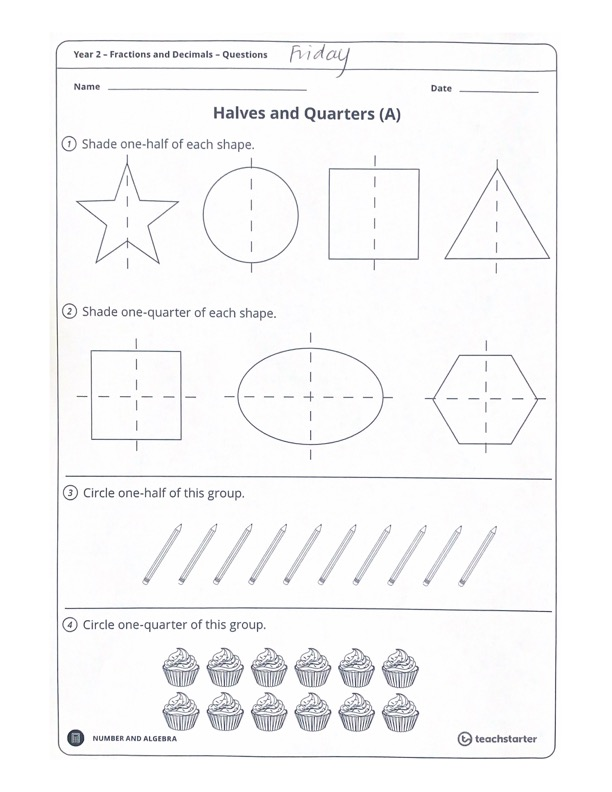 Year 2 – Fractions and Decimals – Questions Friday
Name Date
Halves and Quarters (A)
1 Shade one-half of each shape.
2 Shade one-quarter of each shape.
3 Circle one-half of this group.
4 Circle one-quarter of this group.
NUMBER AND ALGEBRA teachstarter